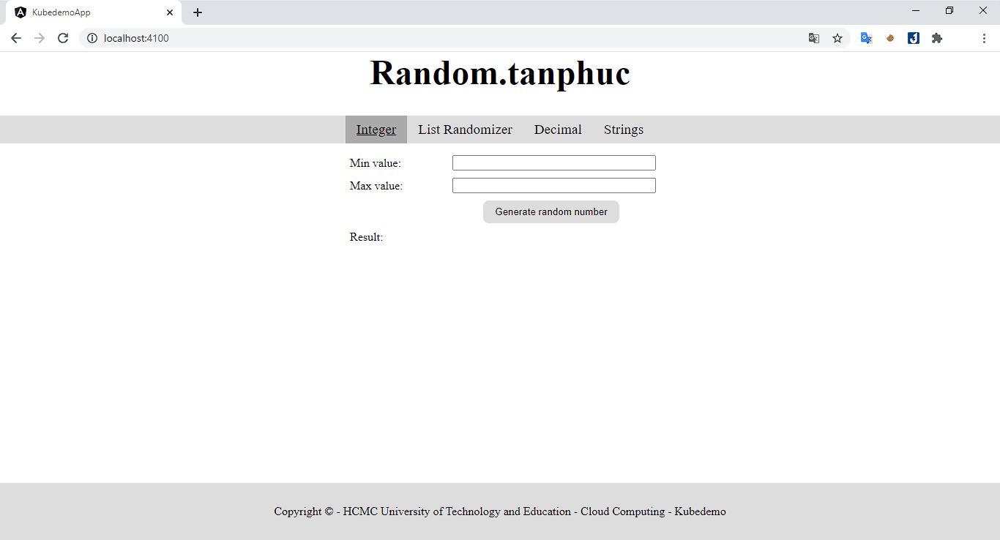 KubedemoApp
localhost:4100
Random.tanphuc
Integer List Randomizer Decimal Strings
Min value:
Max value:
Generate random number
Result:
Copyright © - HCMC University of Technology and Education - Cloud Computing - Kubedemo